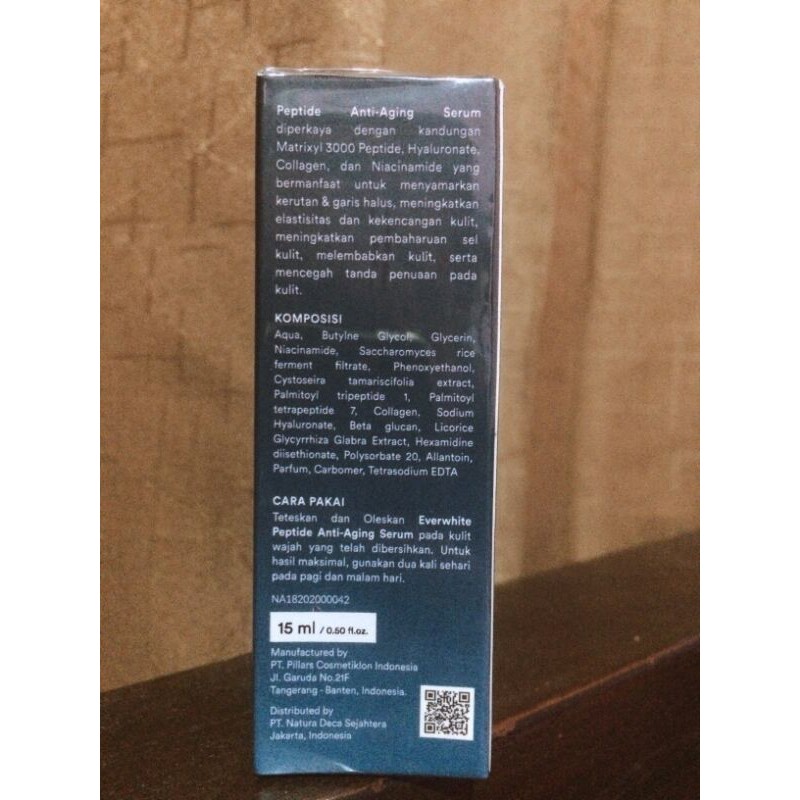 Peptide Anti-Aging Serum
diperkaya dengan kandungan
Matrixyl 3000 Peptide, Hyaluronate,
Collagen, dan Niacinamide yang
bermanfaat untuk menyamarkan
kerutan & garis halus, meningkatkan
elastisitas dan kekencangan kulit,
meningkatkan pembaharuan sel
kulit, melembabkan kulit, serta
mencegah tanda penuaan pada
kulit.
KOMPOSISI
Aqua, Butylne Glycol, Glycerin,
Niacinamide, Saccharomyces rice
ferment filtrate, Phenoxyethanol,
Cystoseira tamariscifolia extract,
Palmitoyl tripeptide 1, Palmitoyl
tetrapeptide 7, Collagen, Sodium
Hyaluronate, Beta glucan, Licorice
Glycyrrhiza Glabra Extract, Hexamidine
diisethionate, Polysorbate 20, Allantoin,
Parfum, Carbomer, Tetrasodium EDTA
CARA PAKAI
Teteskan dan Oleskan Everwhite
Peptide Anti-Aging Serum pada kulit
wajah yang telah dibersihkan. Untuk
hasil maksimal, gunakan dua kali sehari
pada pagi dan malam hari.
NA18202000042
15 ml / 0.50 fl.oz.
Manufactured by
PT. Pillars Cosmetiklon Indonesia
Jl. Garuda No.21F
Tangerang - Banten, Indonesia.
Distributed by
PT. Natura Deca Sejahtera
Jakarta, Indonesia